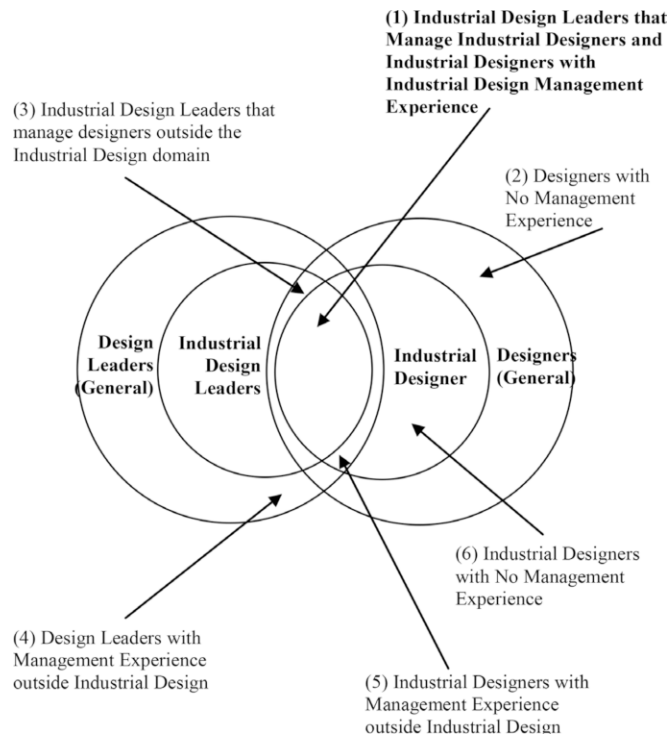 (1) Industrial Design Leaders that
Manage Industrial Designers and
Industrial Designers with
Industrial Design Management
Experience
(3) Industrial Design Leaders that
manage designers outside the
Industrial Design domain
(2) Designers with
No Management
Experience
Design
Leaders
(General)
Industrial
Design
Leaders
Industrial
Designer
Designers
(General)
(6) Industrial Designers
with No Management
Experience
(4) Design Leaders with
Management Experience
outside Industrial Design
(5) Industrial Designers with
Management Experience
outside Industrial Design